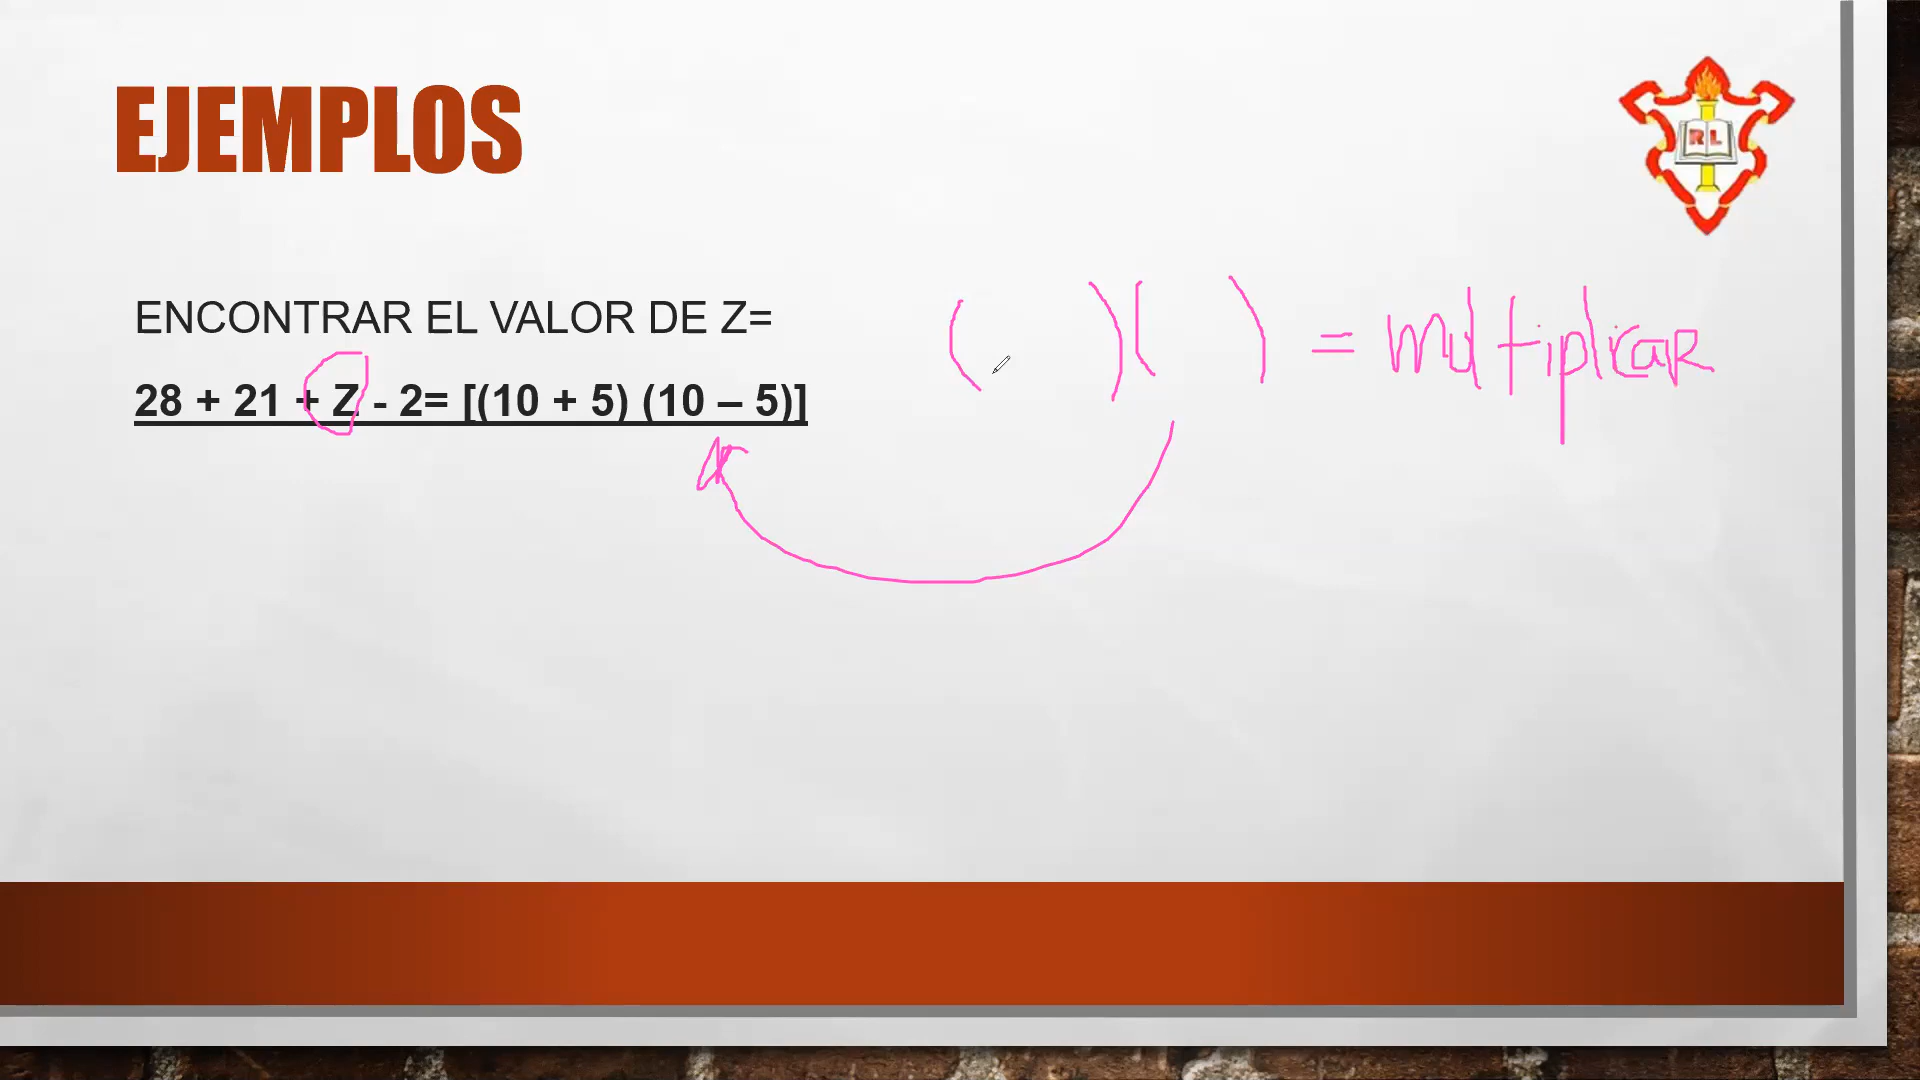 EJEMPLOS
RL
ENCONTRAR EL VALOR DE Z=
28 + 21 + Z - 2= [(10 + 5) (10 – 5)]
( )( ) = multiplicar